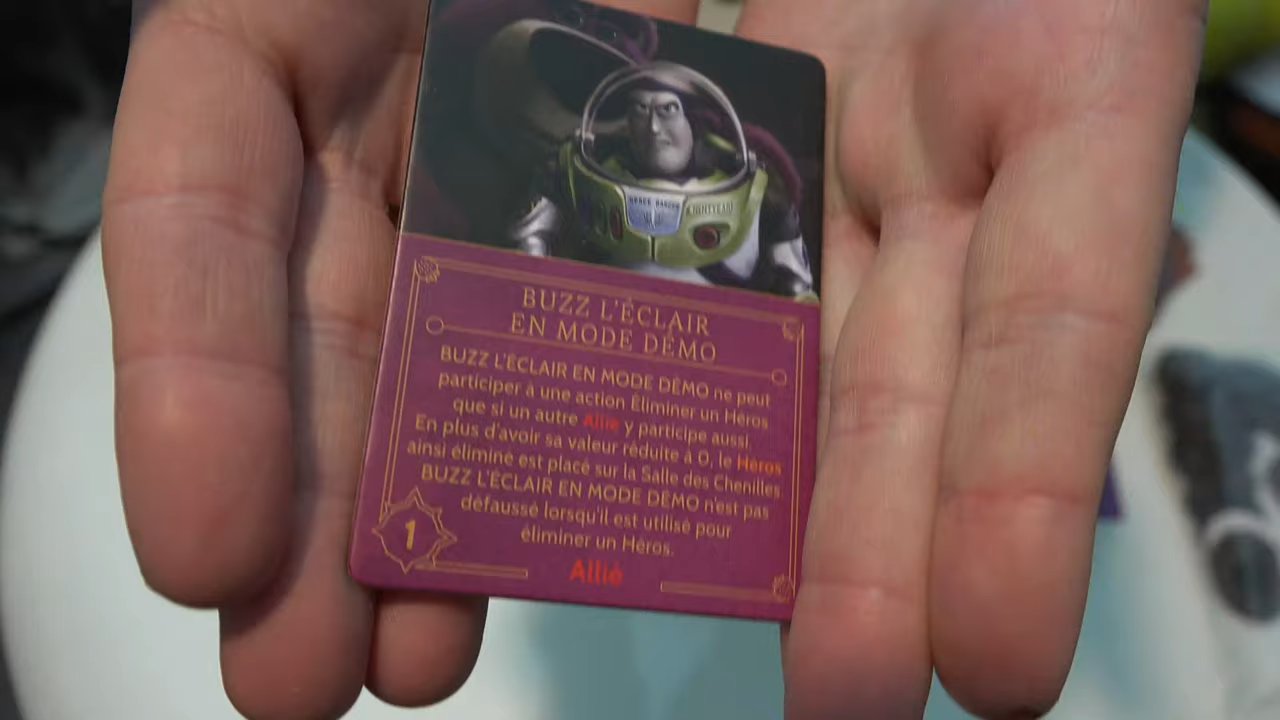 SPACE RANGER
LIGHTYEAR
BUZZ L'ÉCLAIR
EN MODE DÉMO
BUZZ L'ÉCLAIR EN MODE DÉMO ne peut
participer à une action Éliminer un Héros
que si un autre Allié y participe aussi.
En plus d'avoir sa valeur réduite à 0, le Héros
ainsi éliminé est placé sur la Salle des Chenilles
BUZZ L'ÉCLAIR EN MODE DÉMO n'est pas
défaussé lorsqu'il est utilisé pour
éliminer un Héros.
1
Allié